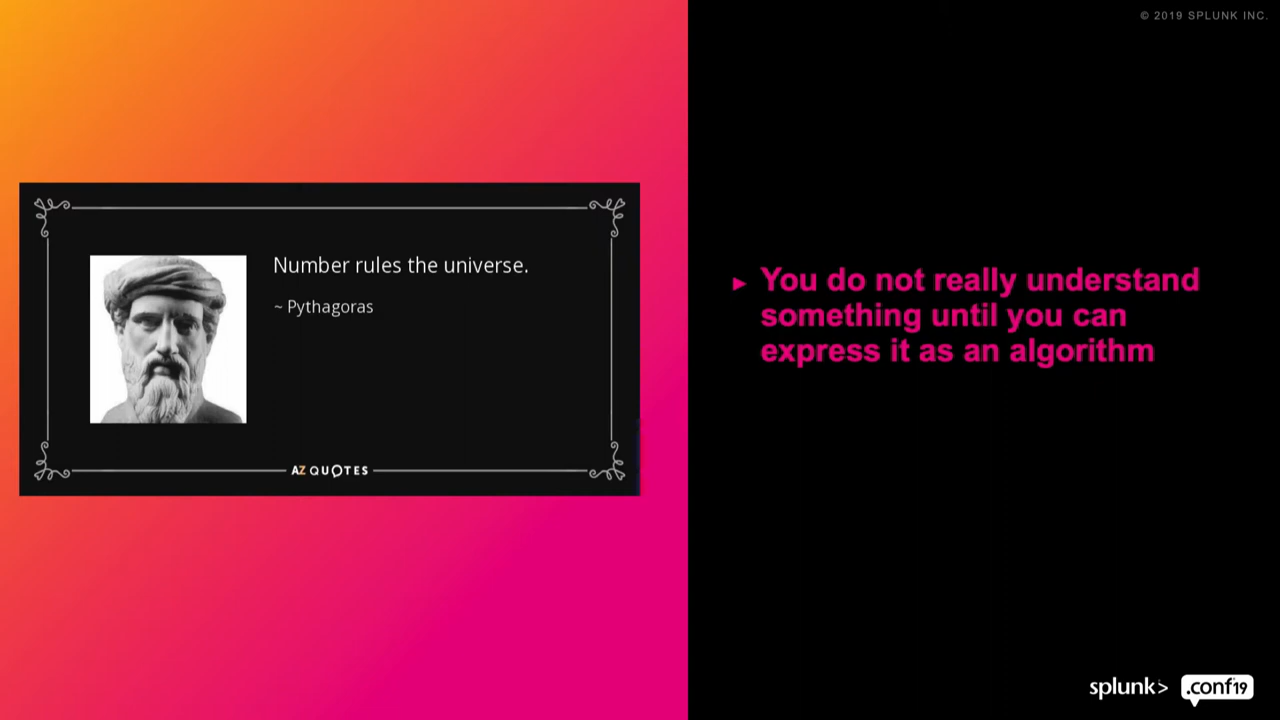 © 2019 SPLUNK INC.
Number rules the universe.
~ Pythagoras
AZ QUOTES
► You do not really understand
something until you can
express it as an algorithm
splunk> .conf19